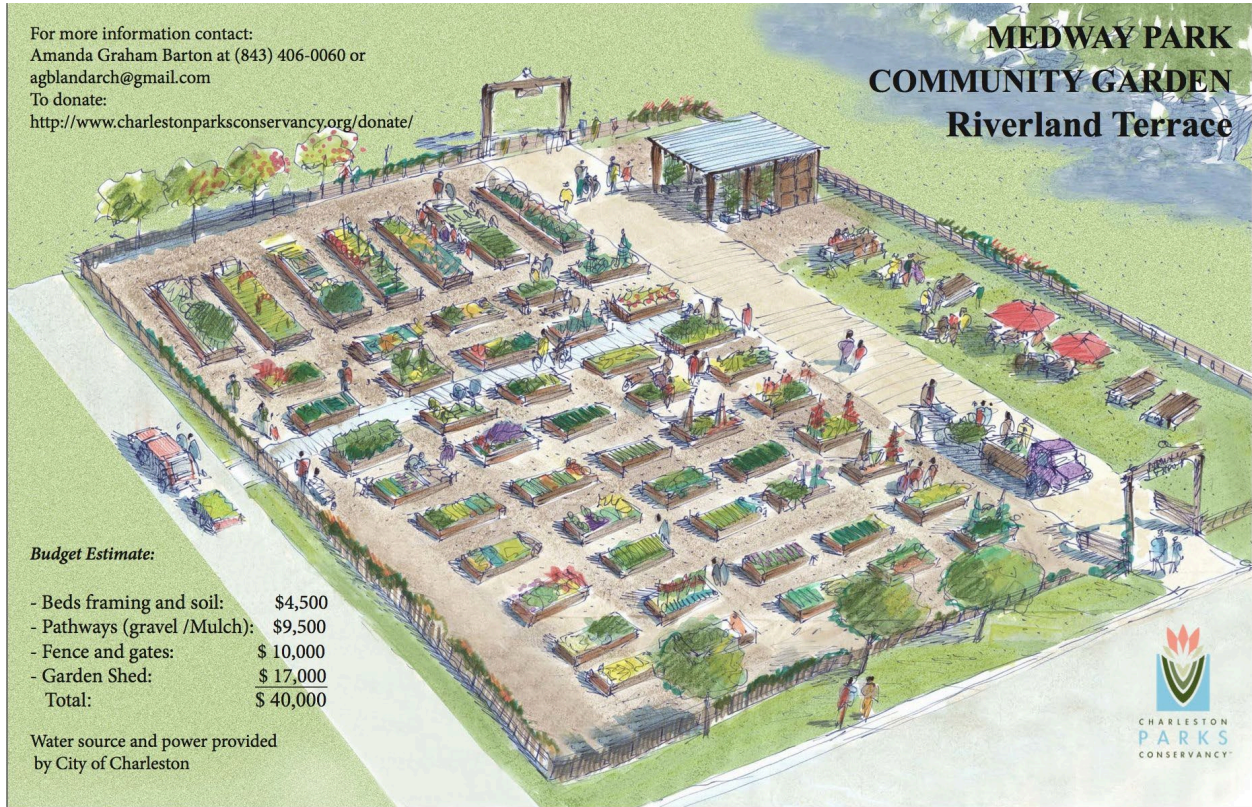 For more information contact:
Amanda Graham Barton at (843) 406-0060 or
agblandarch@gmail.com
To donate:
http://www.charlestonparksconservancy.org/donate/
MEDWAY PARK
COMMUNITY GARDEN
Riverland Terrace
Budget Estimate:
- Beds framing and soil: $4,500
- Pathways (gravel /Mulch): $9,500
- Fence and gates: $ 10,000
- Garden Shed: $ 17,000
Total: $ 40,000
Water source and power provided
by City of Charleston
CHARLESTON
PARKS
CONSERVANCY